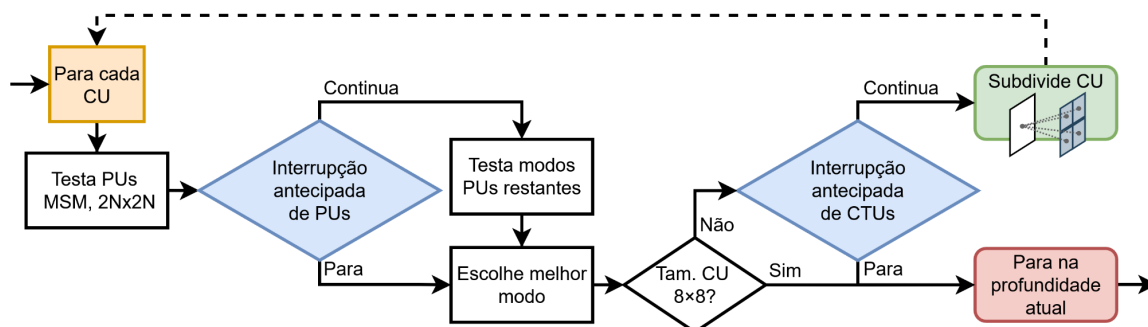 Para cada
CU
Testa PUs
MSM, 2Nx2N
Interrupção
antecipada
de PUs
Continua
Para
Testa modos
PUs restantes
Escolhe melhor
modo
Tam. CU
8×8?
Não
Sim
Interrupção
antecipada
de CTUs
Continua
Para
Subdivide CU
Para na
profundidade
atual